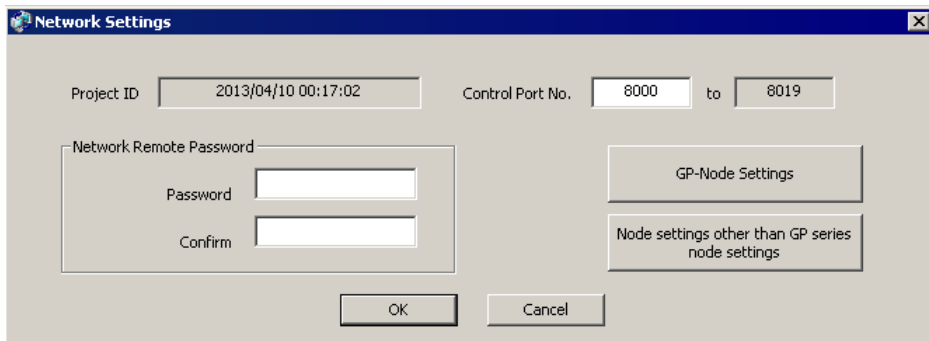 Network Settings
Project ID 2013/04/10 00:17:02 Control Port No. 8000 to 8019
Network Remote Password
Password
Confirm
GP-Node Settings
Node settings other than GP series
node settings
OK Cancel